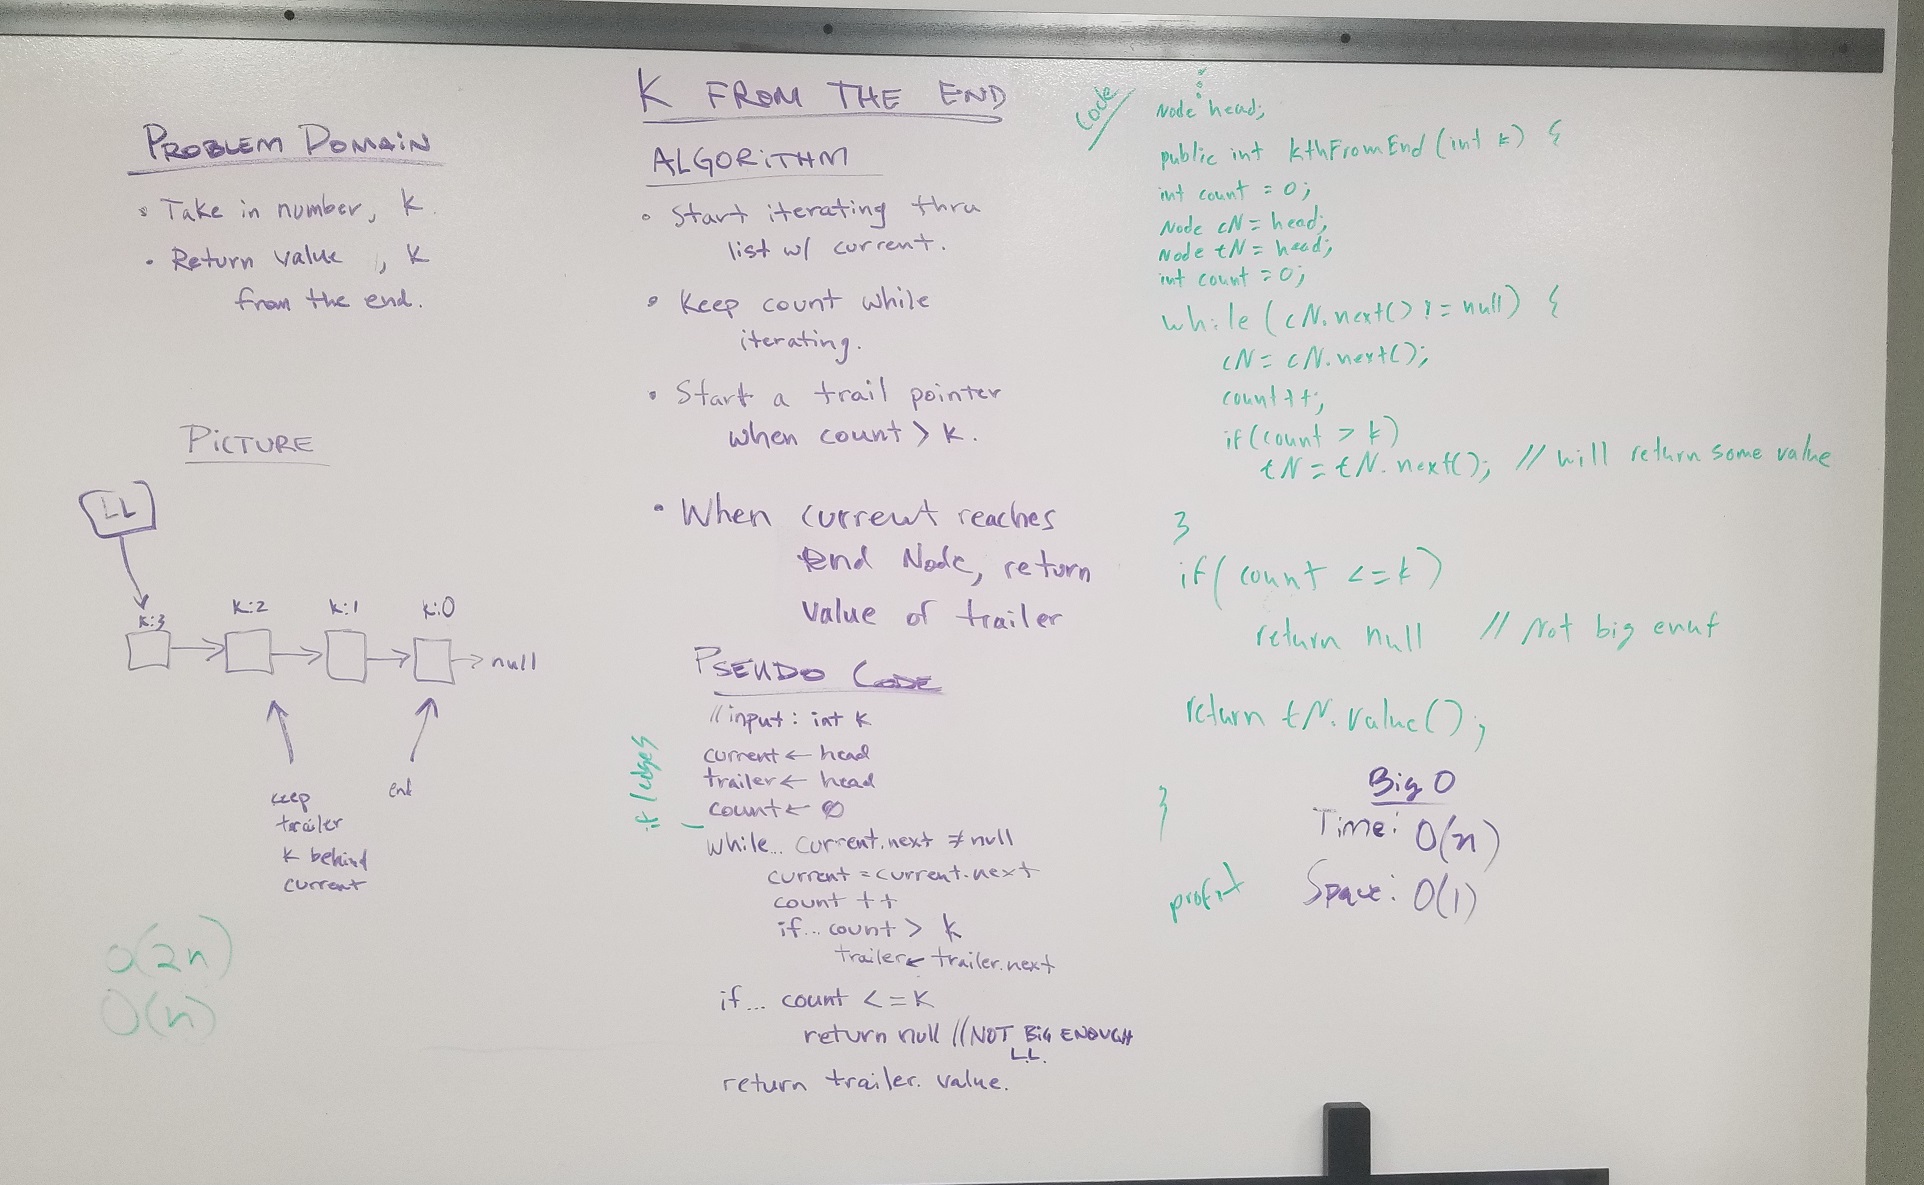 K FROM THE END
PROBLEM DOMAIN
• Take in number, K.
• Return value , K
from the end.
PICTURE
LL
K:3
K:2
K:1
K:0
null
keep
trailer
K behind
current
end
O(2n)
O(n)
ALGORITHM
• Start iterating thru
list w/ current.
• Keep count while
iterating.
• Start a trail pointer
when count > K.
• When current reaches
End Node, return
value of trailer
PSEUDO CODE
// input: int K
current ← head
trailer ← head
count ← 0
while... current.next ≠ null
current = current.next
count ++
if... count > k
trailer ← trailer.next
if... count <= K
return null // NOT BIG ENOUGH
LL.
return trailer. value.
Code
Node head;
public int kthFromEnd (int k) {
int count = 0;
Node cN = head;
Node tN = head;
int count = 0;
while (cN.next() != null) {
cN = cN.next();
count++;
if (count > k)
tN = tN.next(); // will return some value
}
if (count <= k)
return null // Not big enuf
return tN.value();
}
profit
Big O
Time: O(n)
Space: O(1)